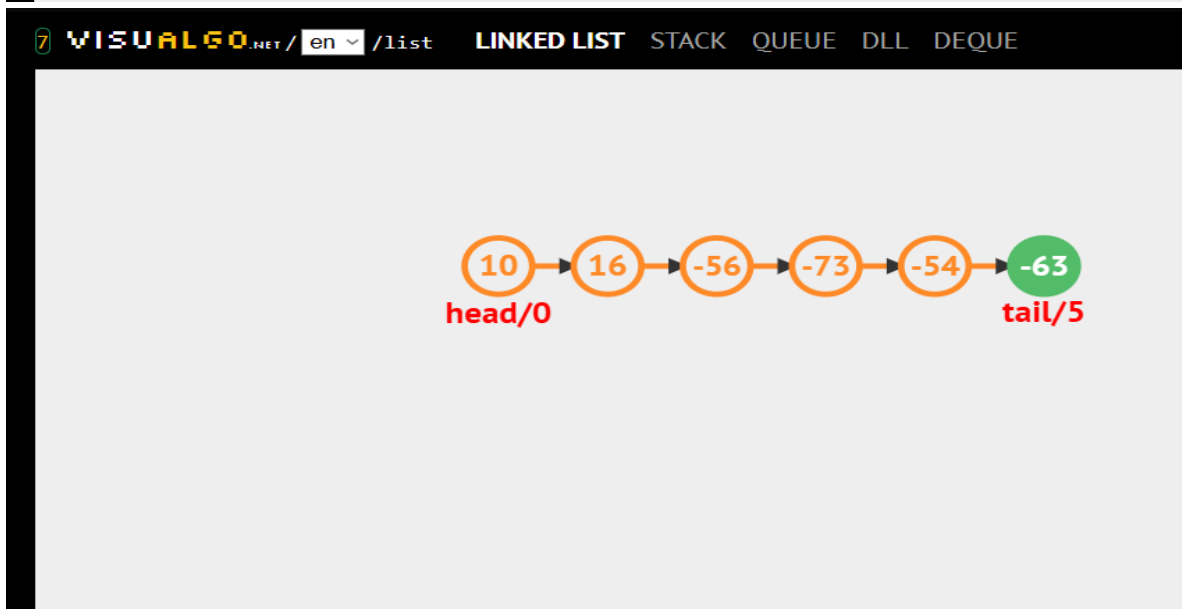 7 VISUALGO.NET/ en /list LINKED LIST STACK QUEUE DLL DEQUE
10 16 -56 -73 -54 -63
head/0 tail/5